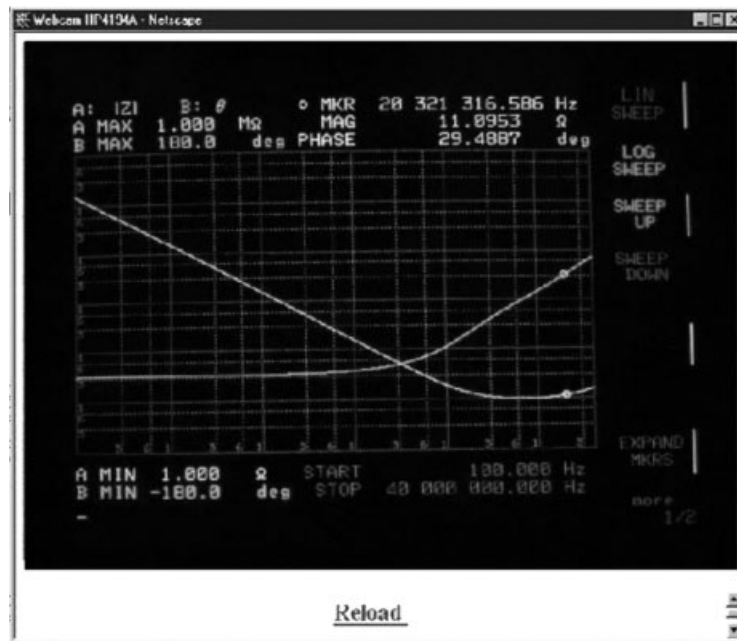 Webcam HP4194A - Netscape
A: |Z| B: θ o MKR 20 321 316.586 Hz
A MAX 1.000 MΩ MAG 11.0953 Ω
B MAX 180.0 deg PHASE 29.4887 deg
LIN
SWEEP
LOG
SWEEP
SWEEP
UP
SWEEP
DOWN
EXPAND
MKRS
A MIN 1.000 Ω START 100.000 Hz
B MIN -180.0 deg STOP 40 000 000.000 Hz
more
1/2
Reload